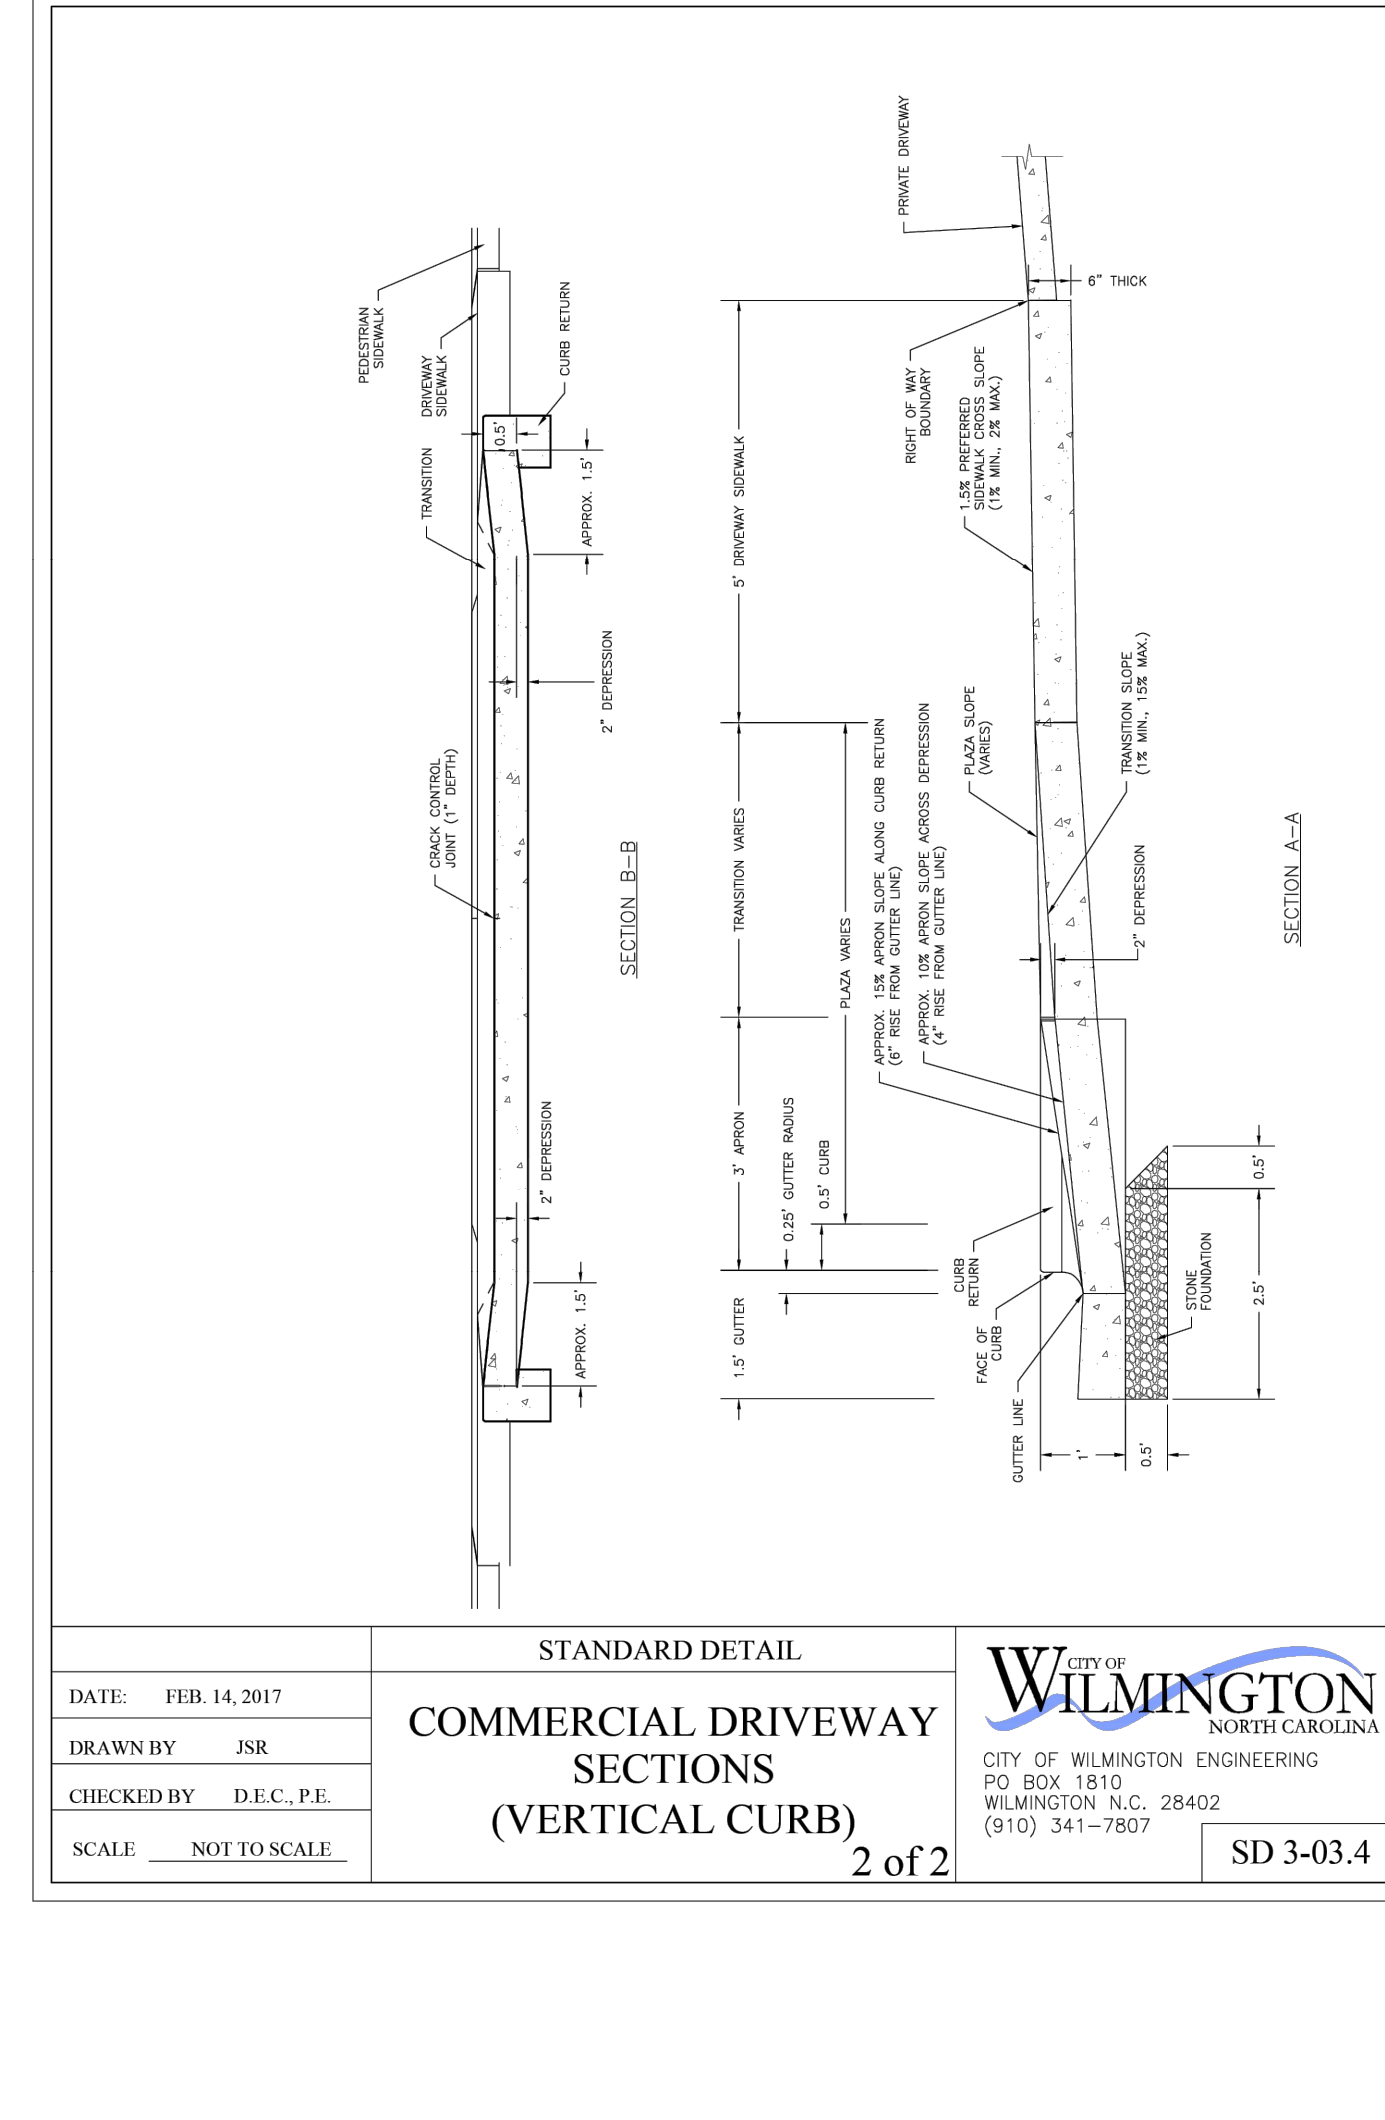 PEDESTRIAN
SIDEWALK
DRIVEWAY
SIDEWALK
TRANSITION
CURB RETURN
0.5'
APPROX. 1.5'
2" DEPRESSION
CRACK CONTROL
JOINT (1" DEPTH)
2" DEPRESSION
APPROX. 1.5'
SECTION B-B
PRIVATE DRIVEWAY
6" THICK
RIGHT OF WAY
BOUNDARY
1.5% PREFERRED
SIDEWALK CROSS SLOPE
(1% MIN., 2% MAX.)
5' DRIVEWAY SIDEWALK
TRANSITION VARIES
PLAZA VARIES
3' APRON
0.25' GUTTER RADIUS
0.5' CURB
1.5' GUTTER
APPROX. 15% APRON SLOPE ALONG CURB RETURN
(6" RISE FROM GUTTER LINE)
APPROX. 10% APRON SLOPE ACROSS DEPRESSION
(4" RISE FROM GUTTER LINE)
PLAZA SLOPE
(VARIES)
TRANSITION SLOPE
(1% MIN., 15% MAX.)
2" DEPRESSION
CURB
RETURN
FACE OF
CURB
GUTTER LINE
STONE
FOUNDATION
0.5'
2.5'
1'
0.5'
SECTION A-A
STANDARD DETAIL
DATE: FEB. 14, 2017
DRAWN BY JSR
CHECKED BY D.E.C., P.E.
SCALE NOT TO SCALE
COMMERCIAL DRIVEWAY
SECTIONS
(VERTICAL CURB)
2 of 2
CITY OF
WILMINGTON
NORTH CAROLINA
CITY OF WILMINGTON ENGINEERING
PO BOX 1810
WILMINGTON N.C. 28402
(910) 341-7807
SD 3-03.4